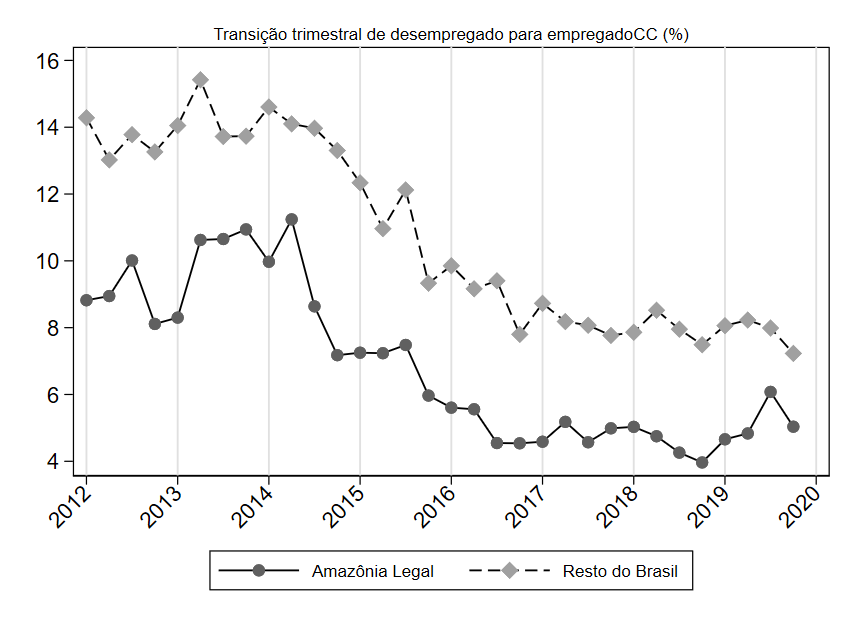 Transição trimestral de desempregado para empregadoCC (%)
16
14
12
10
8
6
4
2012 2013 2014 2015 2016 2017 2018 2019 2020
Amazônia Legal Resto do Brasil